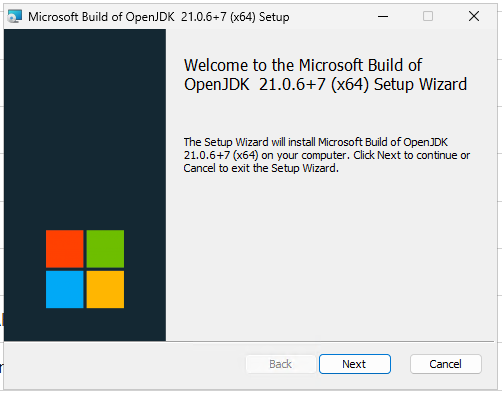 Microsoft Build of OpenJDK  21.0.6+7 (x64) Setup
Welcome to the Microsoft Build of
OpenJDK  21.0.6+7 (x64) Setup Wizard
The Setup Wizard will install Microsoft Build of OpenJDK
21.0.6+7 (x64) on your computer. Click Next to continue or
Cancel to exit the Setup Wizard.
Back Next Cancel